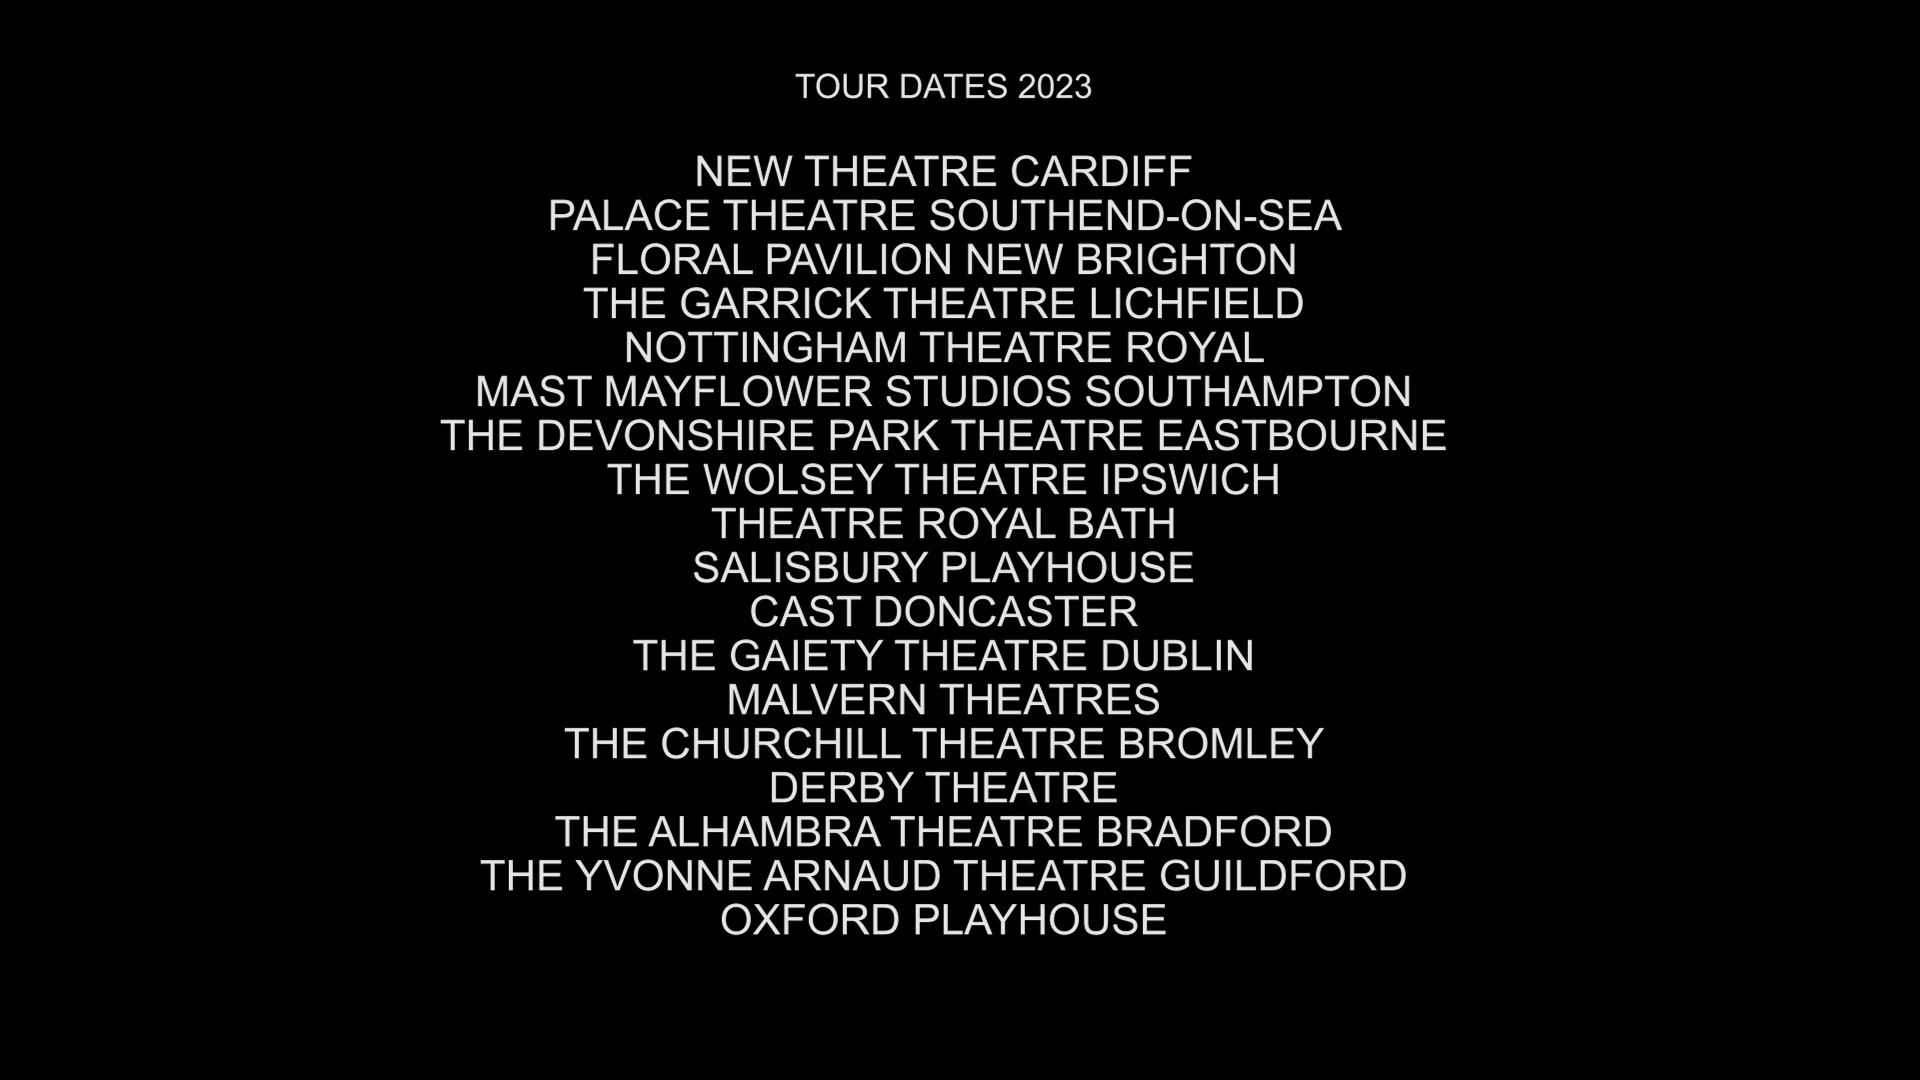 TOUR DATES 2023
NEW THEATRE CARDIFF
PALACE THEATRE SOUTHEND-ON-SEA
FLORAL PAVILION NEW BRIGHTON
THE GARRICK THEATRE LICHFIELD
NOTTINGHAM THEATRE ROYAL
MAST MAYFLOWER STUDIOS SOUTHAMPTON
THE DEVONSHIRE PARK THEATRE EASTBOURNE
THE WOLSEY THEATRE IPSWICH
THEATRE ROYAL BATH
SALISBURY PLAYHOUSE
CAST DONCASTER
THE GAIETY THEATRE DUBLIN
MALVERN THEATRES
THE CHURCHILL THEATRE BROMLEY
DERBY THEATRE
THE ALHAMBRA THEATRE BRADFORD
THE YVONNE ARNAUD THEATRE GUILDFORD
OXFORD PLAYHOUSE